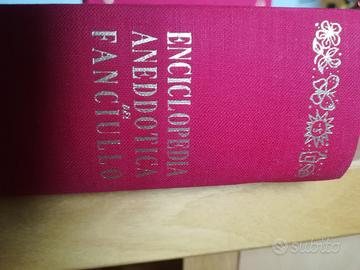 ENCICLOPEDIA
ANEDDOTICA
DEL
FANCIULLO
subito